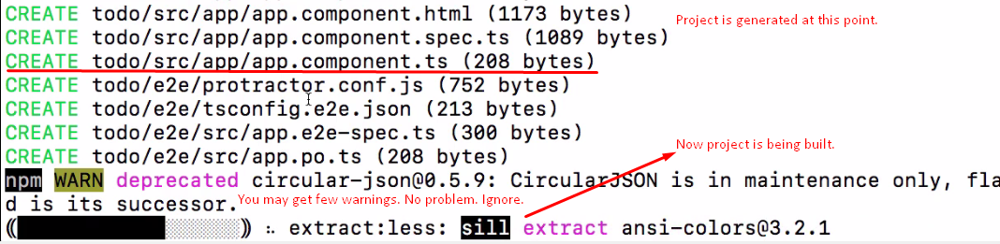 CREATE todo/src/app/app.component.html (1173 bytes)
Project is generated at this point.
CREATE todo/src/app/app.component.spec.ts (1089 bytes)
CREATE todo/src/app/app.component.ts (208 bytes)
CREATE todo/e2e/protractor.conf.js (752 bytes)
CREATE todo/e2e/tsconfig.e2e.json (213 bytes)
CREATE todo/e2e/src/app.e2e-spec.ts (300 bytes)
Now project is being built.
CREATE todo/e2e/src/app.po.ts (208 bytes)
npm WARN deprecated circular-json@0.5.9: CircularJSON is in maintenance only, fla
d is its successor.
You may get few warnings. No problem. Ignore.
extract:less: sill extract ansi-colors@3.2.1